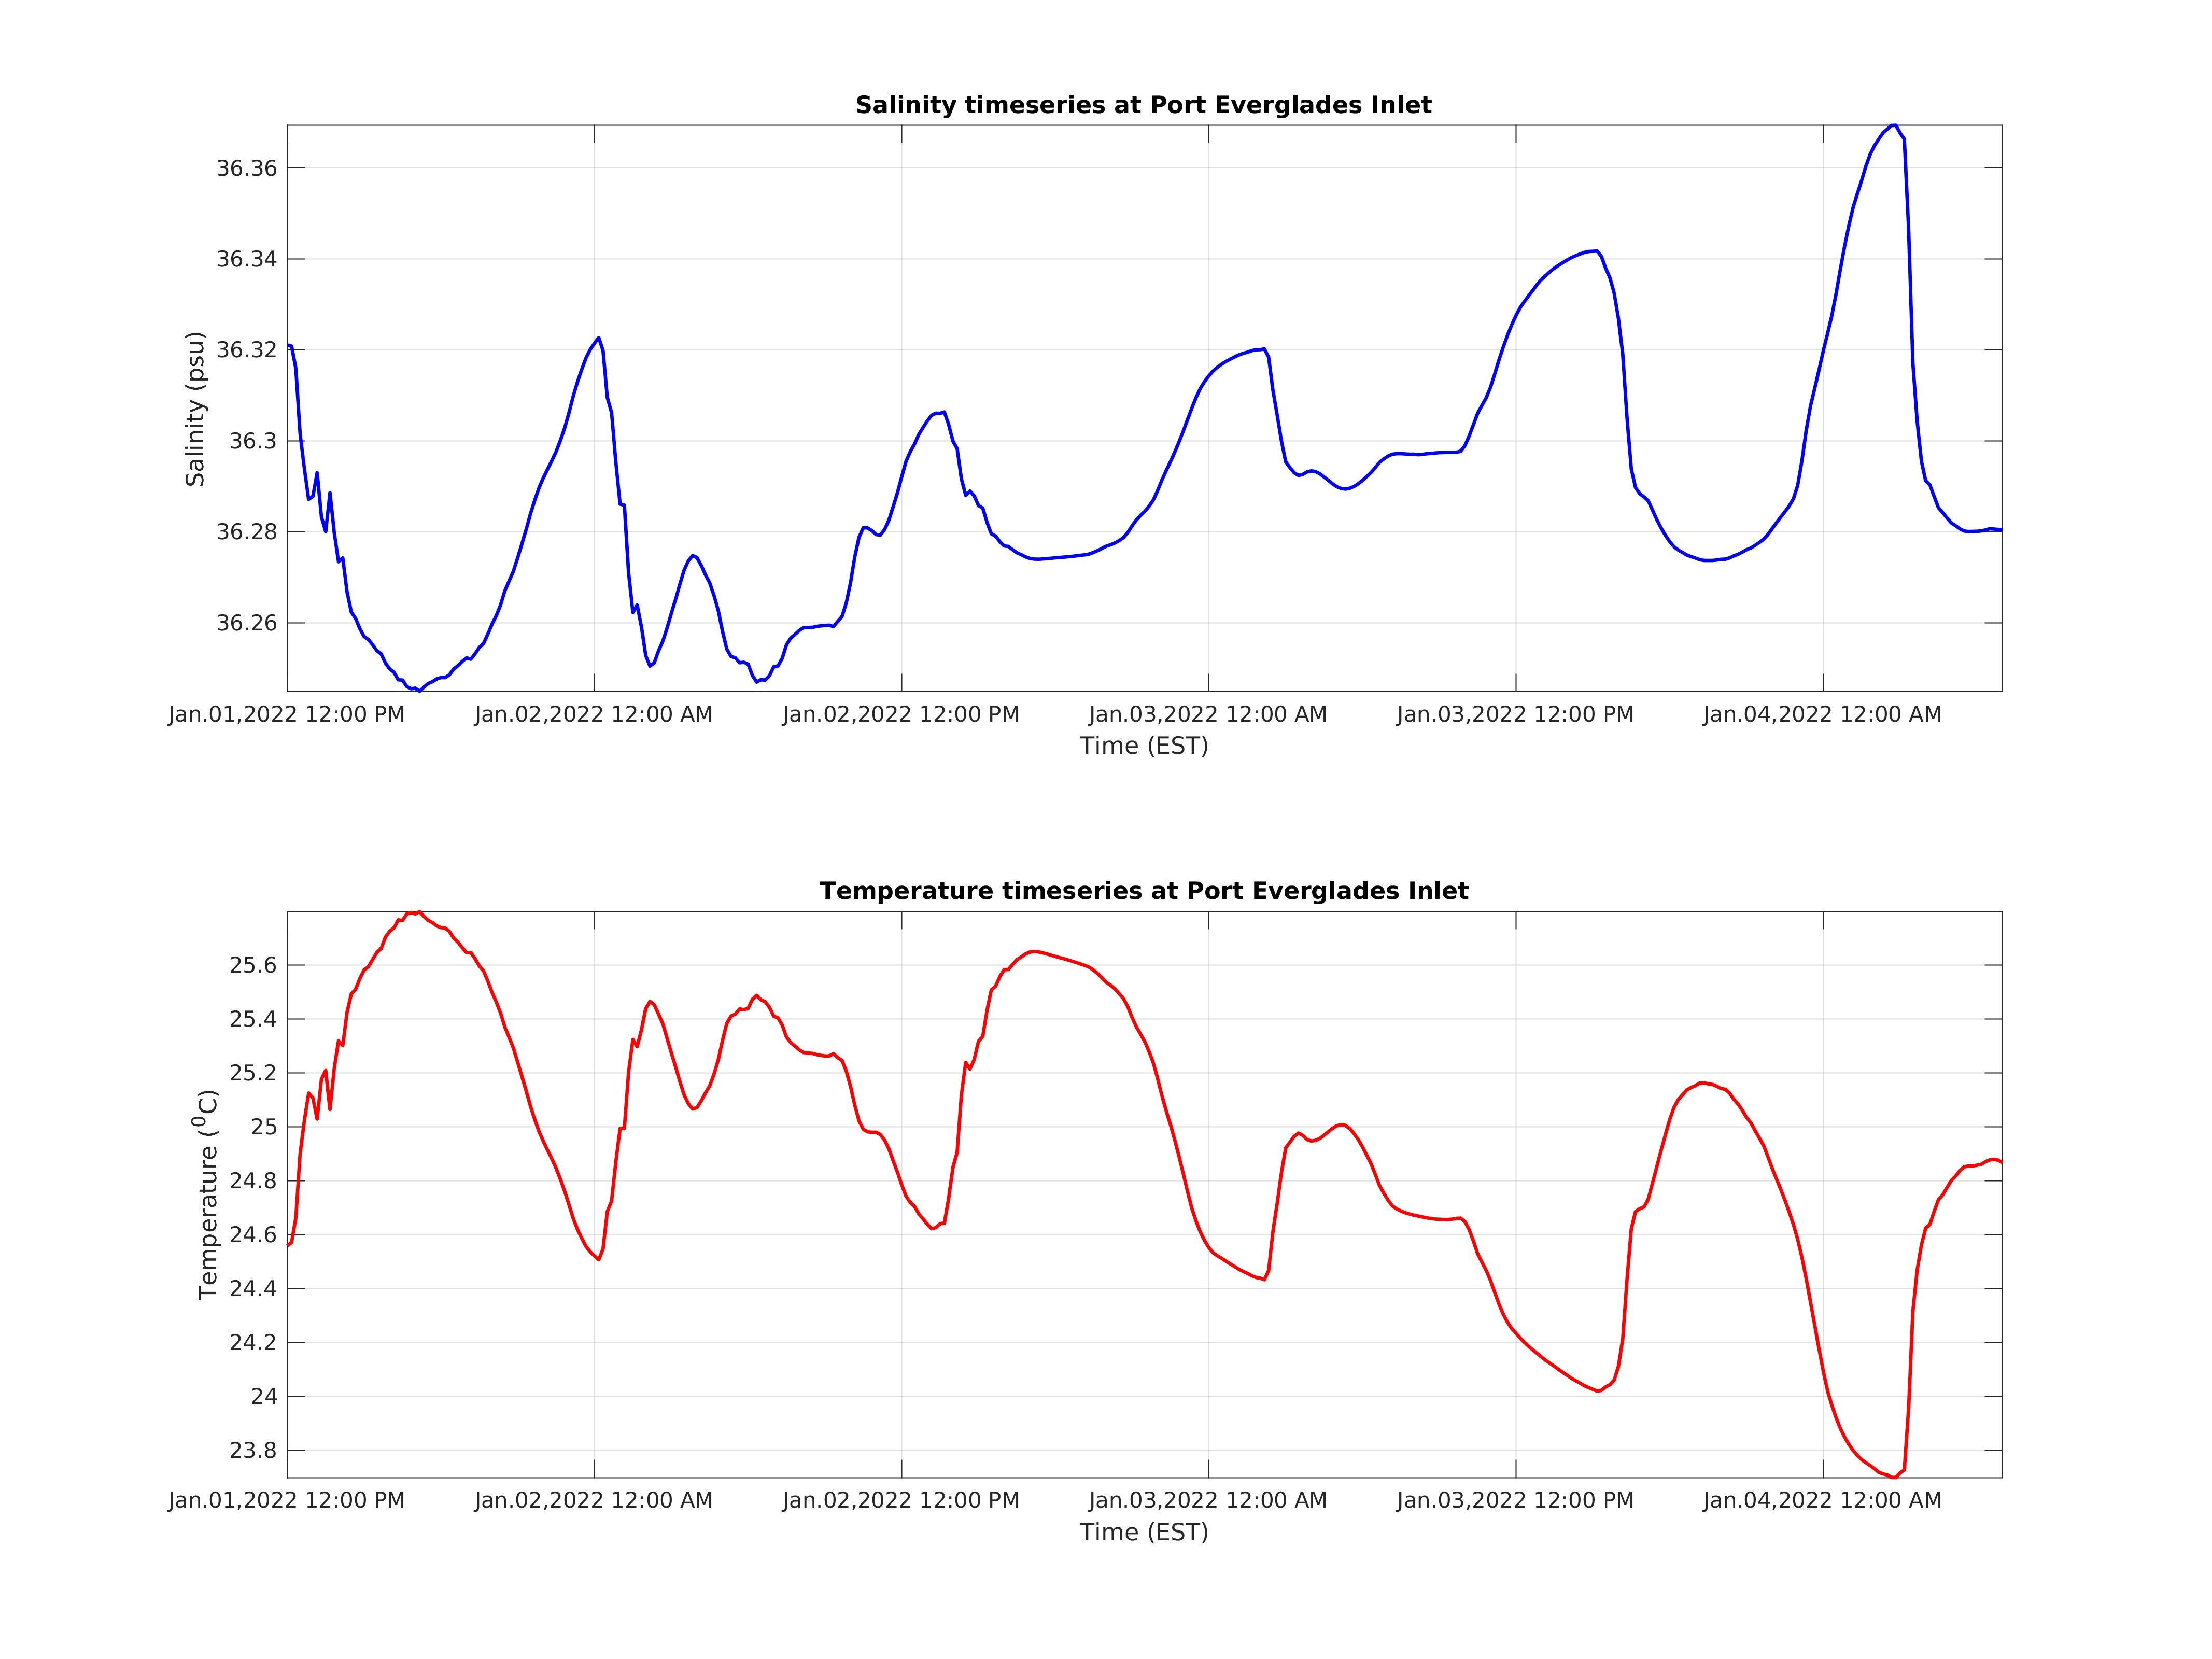 Salinity timeseries at Port Everglades Inlet
36.36
36.34
36.32
36.3
36.28
36.26
Salinity (psu)
Jan.01,2022 12:00 PM Jan.02,2022 12:00 AM Jan.02,2022 12:00 PM Jan.03,2022 12:00 AM Jan.03,2022 12:00 PM Jan.04,2022 12:00 AM
Time (EST)
Temperature timeseries at Port Everglades Inlet
25.6
25.4
25.2
25
24.8
24.6
24.4
24.2
24
23.8
Temperature (⁰C)
Jan.01,2022 12:00 PM Jan.02,2022 12:00 AM Jan.02,2022 12:00 PM Jan.03,2022 12:00 AM Jan.03,2022 12:00 PM Jan.04,2022 12:00 AM
Time (EST)